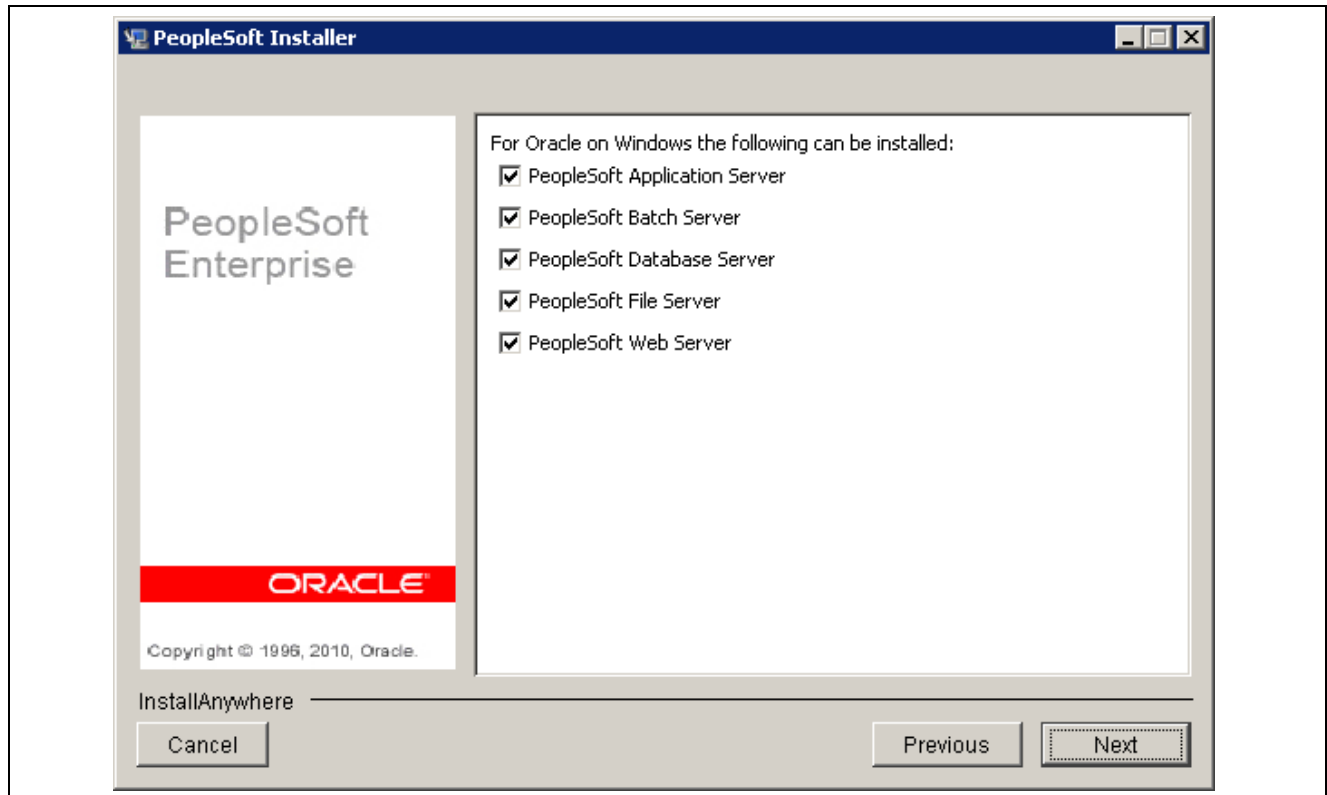 PeopleSoft Installer
PeopleSoft
Enterprise
ORACLE
Copyright © 1996, 2010, Oracle.
For Oracle on Windows the following can be installed:
PeopleSoft Application Server
PeopleSoft Batch Server
PeopleSoft Database Server
PeopleSoft File Server
PeopleSoft Web Server
InstallAnywhere
Cancel
Previous
Next